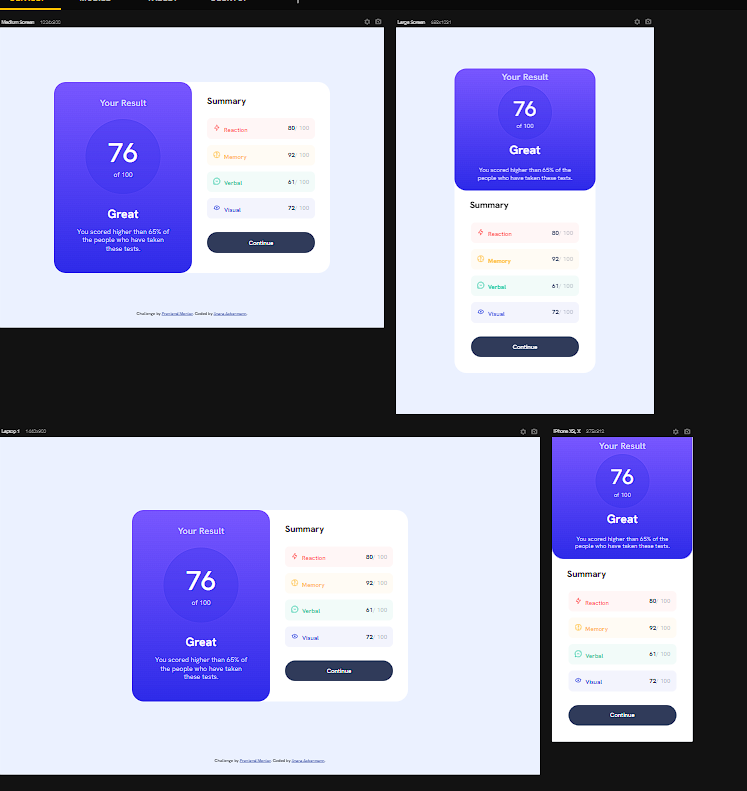 Medium Screen 1024x800
Your Result
76
of 100
Great
You scored higher than 65% of
the people who have taken
these tests.
Summary
Reaction 80/ 100
Memory 92/ 100
Verbal 61/ 100
Visual 72/ 100
Continue
Challenge by Frontend Mentor. Coded by
Large Screen
Your Result
76
of 100
Great
You scored higher than 65% of the
people who have taken these tests.
Summary
Reaction 80/ 100
Memory 92/ 100
Verbal 61/ 100
Visual 72/ 100
Continue
Laptop 1 1440x900
Your Result
76
of 100
Great
You scored higher than 65% of
the people who have taken
these tests.
Summary
Reaction 80/ 100
Memory 92/ 100
Verbal 61/ 100
Visual 72/ 100
Continue
Challenge by Frontend Mentor. Coded by
iPhone XS, X 375x812
Your Result
76
of 100
Great
You scored higher than 65% of the
people who have taken these tests.
Summary
Reaction 80/ 100
Memory 92/ 100
Verbal 61/ 100
Visual 72/ 100
Continue